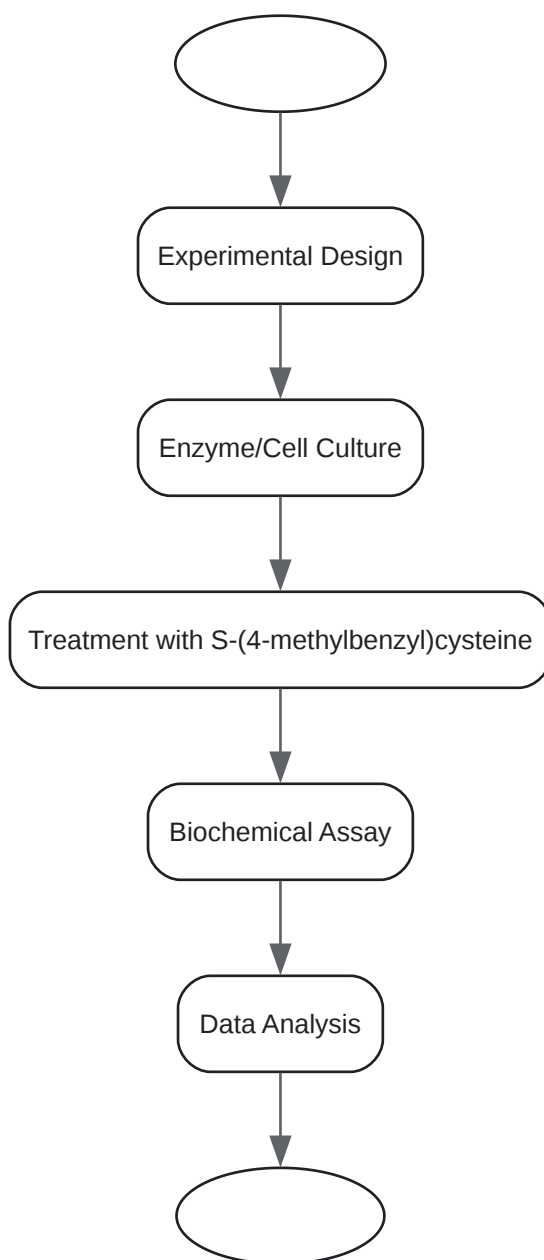 Experimental Design
Enzyme/Cell Culture
Treatment with S-(4-methylbenzyl)cysteine
Biochemical Assay
Data Analysis